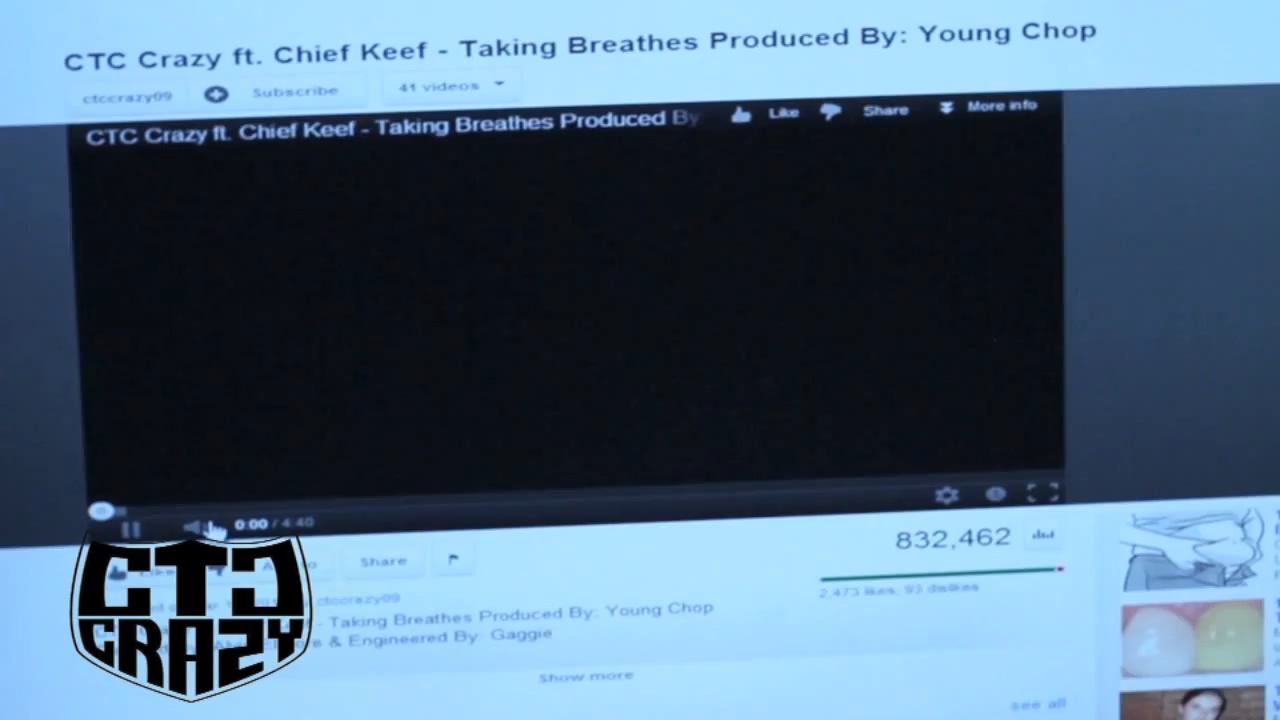 CTC Crazy ft. Chief Keef - Taking Breathes Produced By: Young Chop
ctccrazy09 Subscribe 41 videos
CTC Crazy ft. Chief Keef - Taking Breathes Produced By Like Share More info
0:00 / 4:40
832,462
Like Share
2,473 likes, 93 dislikes
ctccrazy09
- Taking Breathes Produced By: Young Chop
& Engineered By: Gaggie
CTC
CRAZY
Show more
see all